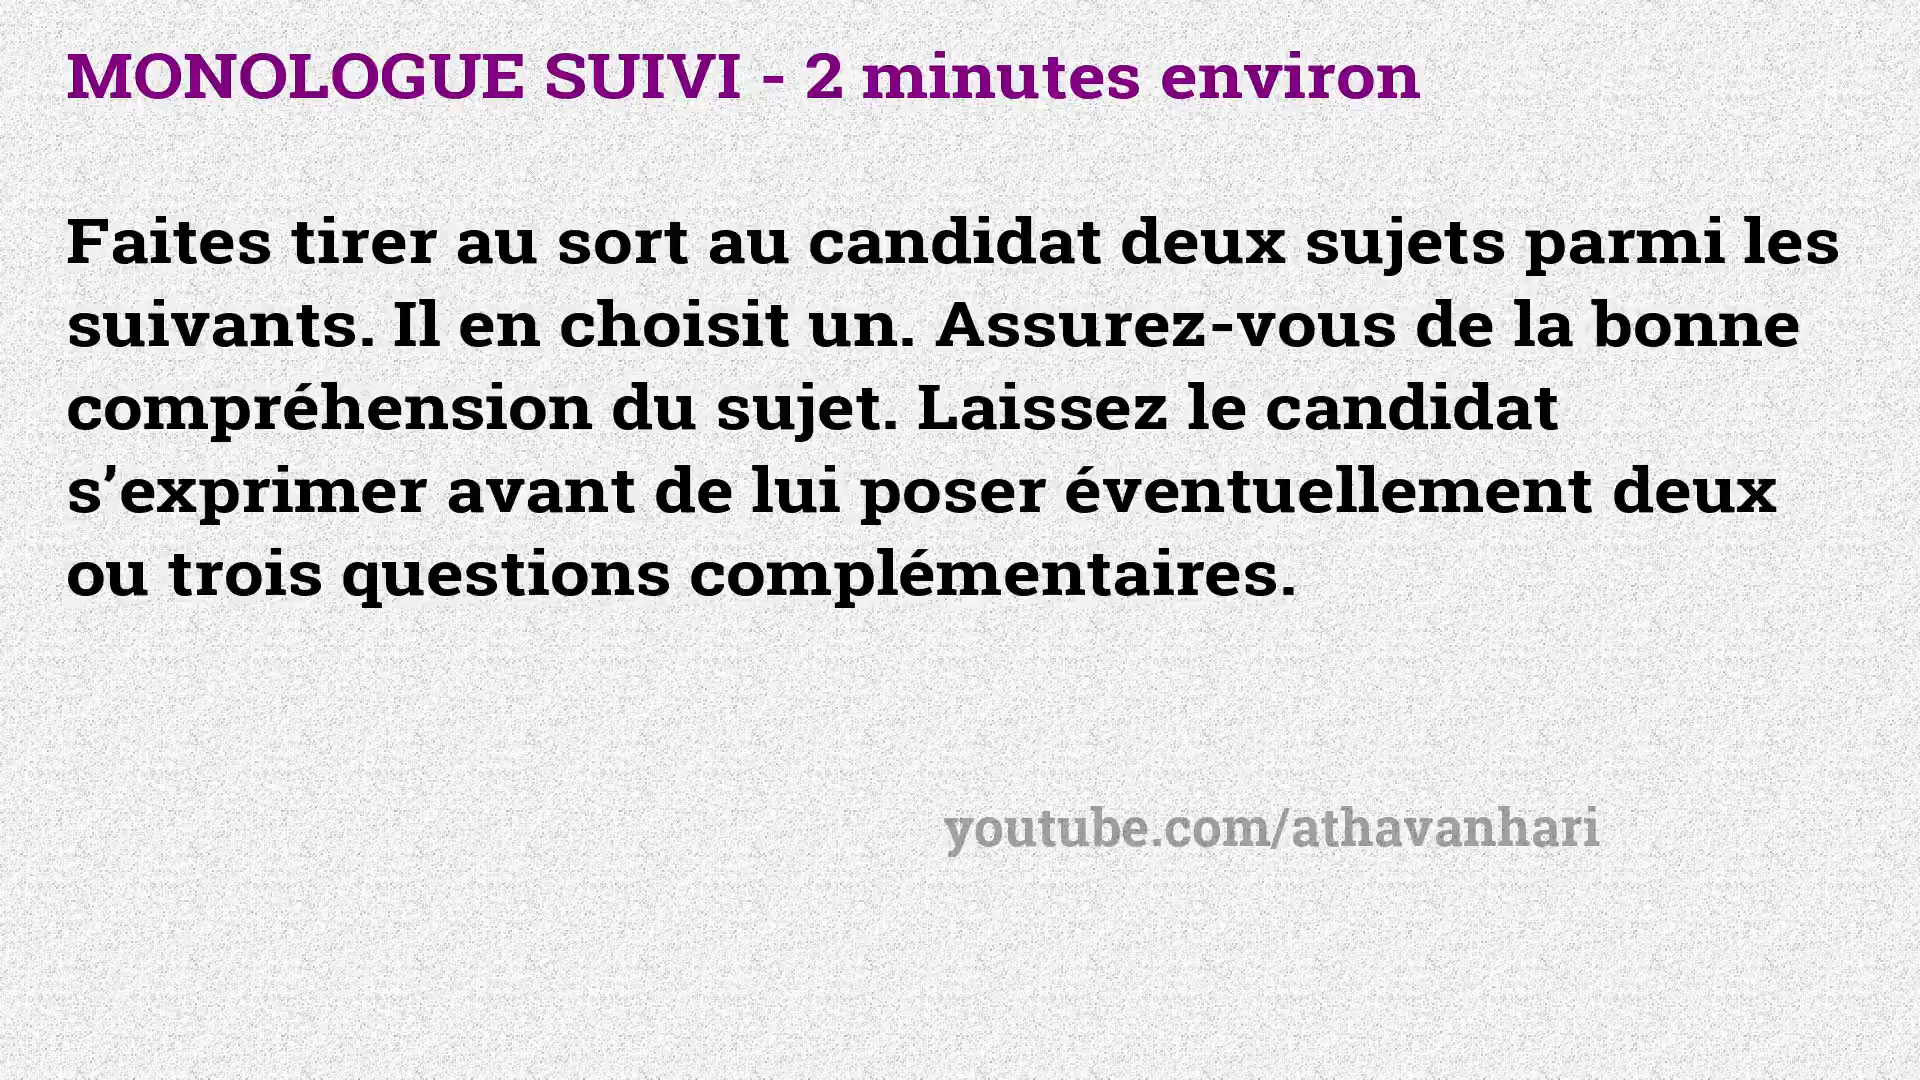 MONOLOGUE SUIVI - 2 minutes environ
Faites tirer au sort au candidat deux sujets parmi les
suivants. Il en choisit un. Assurez-vous de la bonne
compréhension du sujet. Laissez le candidat
s’exprimer avant de lui poser éventuellement deux
ou trois questions complémentaires.
youtube.com/athavanhari